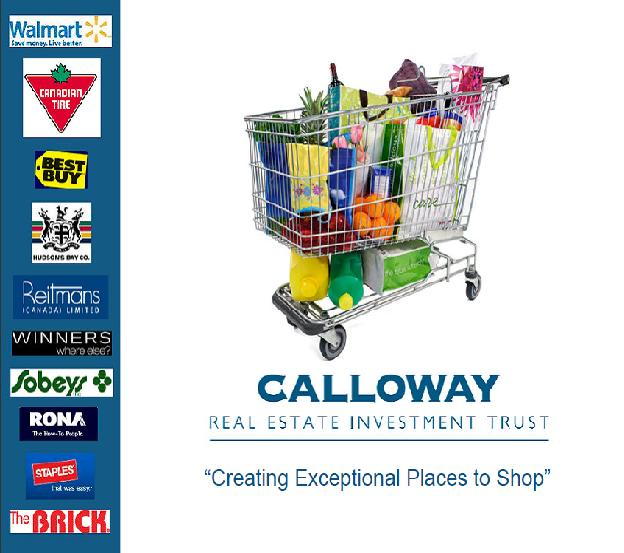 Walmart
Save money. Live better.
CANADIAN
TIRE
BEST
BUY
HUDSON'S BAY CO.
Reitmans
(CANADA) LIMITED
WINNERS
where else?
Sobeys
RONA
The How-To People
STAPLES
that was easy.
The BRICK
CALLOWAY
REAL ESTATE INVESTMENT TRUST
“Creating Exceptional Places to Shop”